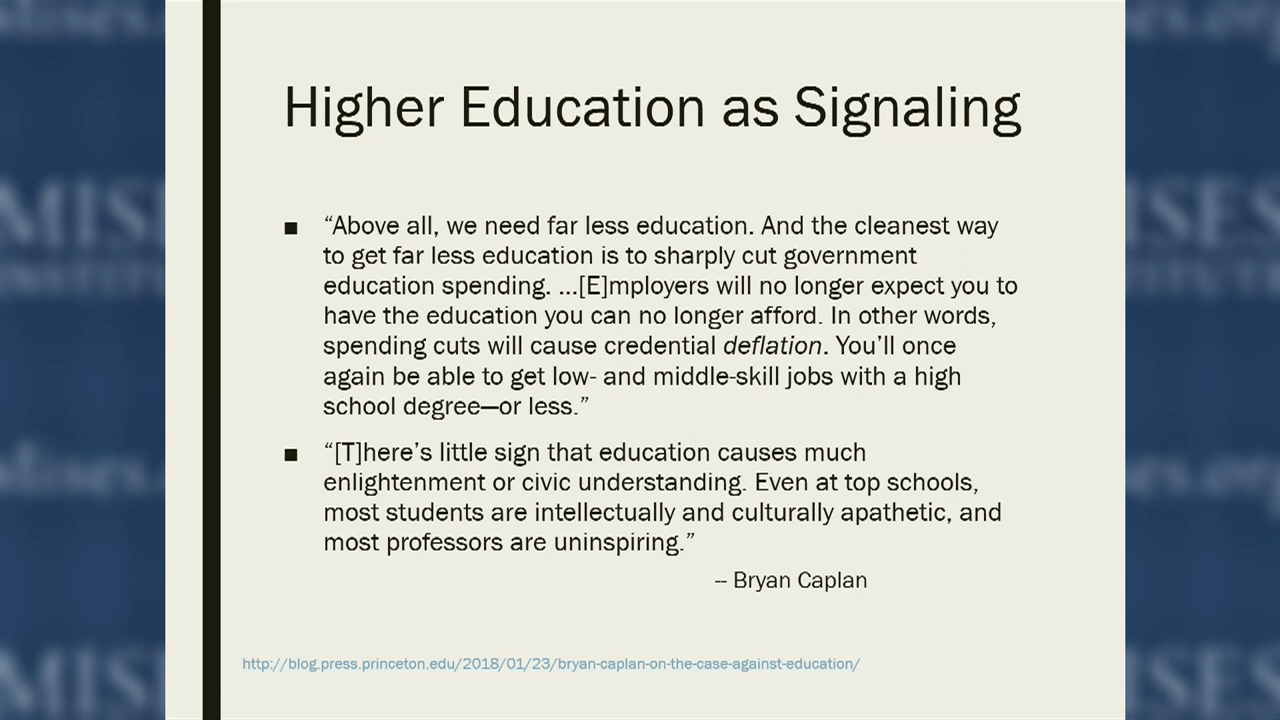 Higher Education as Signaling
■ “Above all, we need far less education. And the cleanest way
to get far less education is to sharply cut government
education spending. …[E]mployers will no longer expect you to
have the education you can no longer afford. In other words,
spending cuts will cause credential deflation. You’ll once
again be able to get low- and middle-skill jobs with a high
school degree—or less.”
■ “[T]here’s little sign that education causes much
enlightenment or civic understanding. Even at top schools,
most students are intellectually and culturally apathetic, and
most professors are uninspiring.”
-- Bryan Caplan
http://blog.press.princeton.edu/2018/01/23/bryan-caplan-on-the-case-against-education/